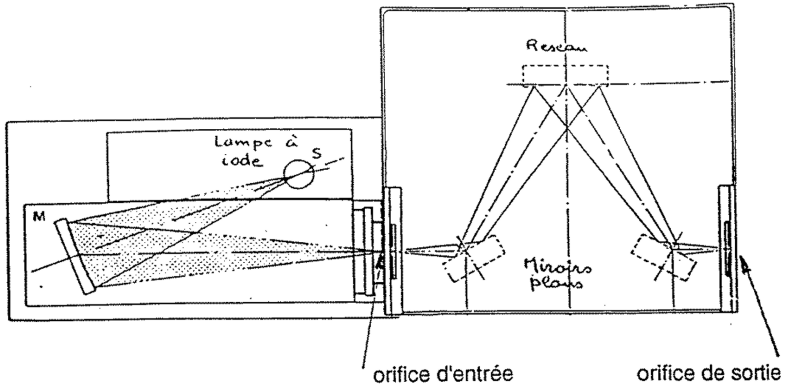 Reseau
Lampe à
iode
S
M
Miroirs
plans
orifice d'entrée
orifice de sortie